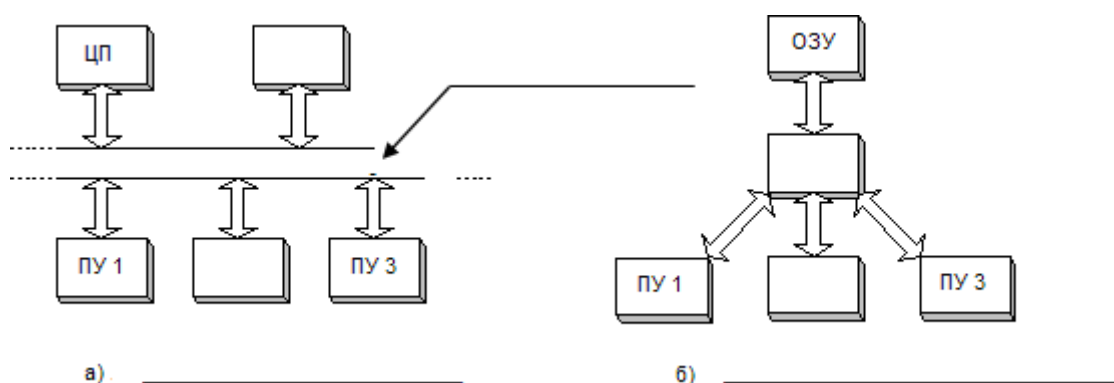 ЦП
ОЗУ
ПУ 1
ПУ 3
ПУ 1
ПУ 3
а)
б)